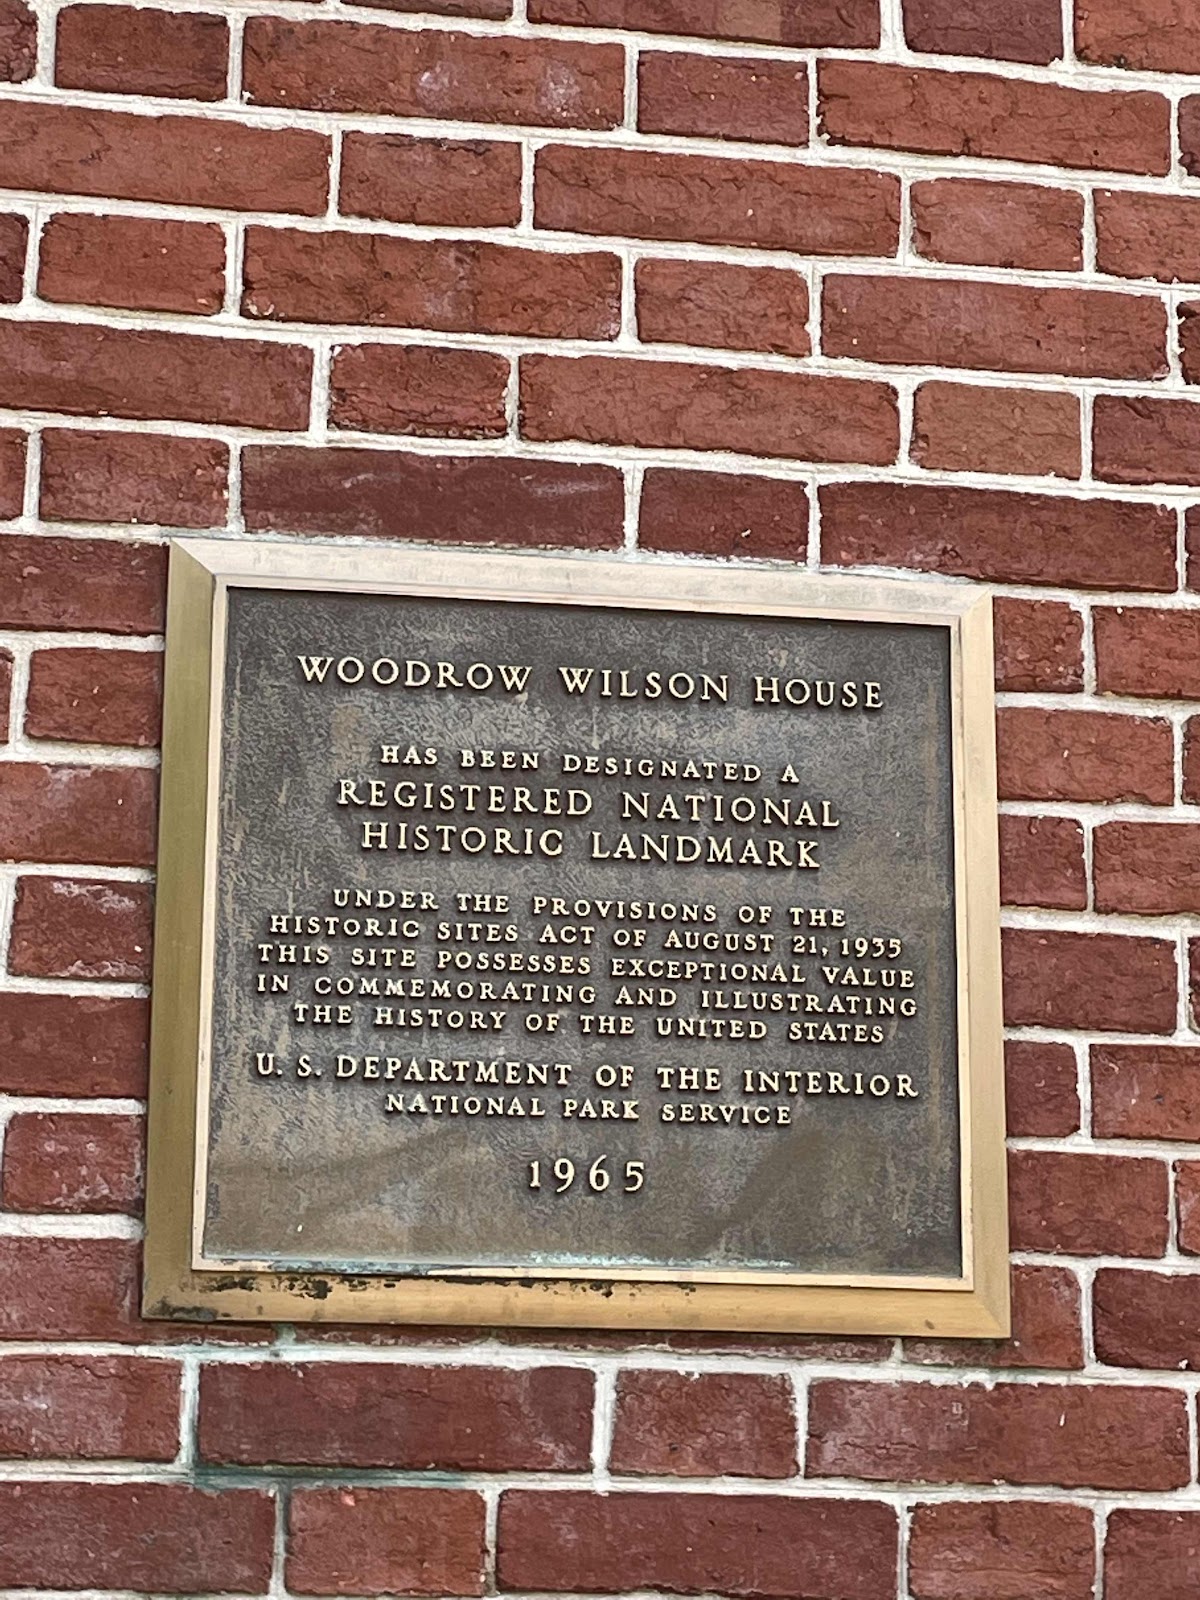 WOODROW WILSON HOUSE
HAS BEEN DESIGNATED A
REGISTERED NATIONAL
HISTORIC LANDMARK
UNDER THE PROVISIONS OF THE
HISTORIC SITES ACT OF AUGUST 21, 1935
THIS SITE POSSESSES EXCEPTIONAL VALUE
IN COMMEMORATING AND ILLUSTRATING
THE HISTORY OF THE UNITED STATES
U. S. DEPARTMENT OF THE INTERIOR
NATIONAL PARK SERVICE
1965